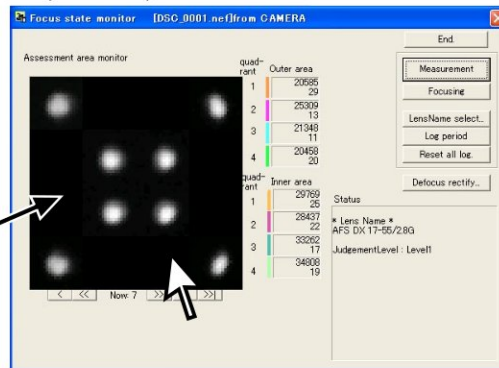 Focus state monitor [DSC_0001.nef]from CAMERA
End
Assessment area monitor
quad-
rant Outer area
1 20585
29
2 25309
13
3 21348
11
4 20458
20
quad-
rant Inner area
1 29769
25
2 28437
22
3 33262
17
4 34808
19
< << Now: 7 >> >>|
Measurement
Focusing
LensName select..
Log period
Reset all log.
Defocus rectify..
Status
* Lens Name *
AFS DX 17-55/2.8G
JudgementLevel : Level1